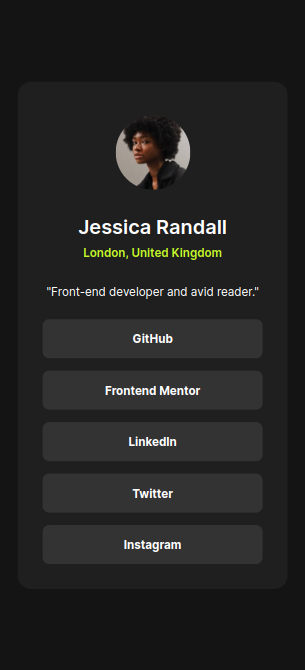 Jessica Randall
London, United Kingdom
"Front-end developer and avid reader."
GitHub
Frontend Mentor
LinkedIn
Twitter
Instagram